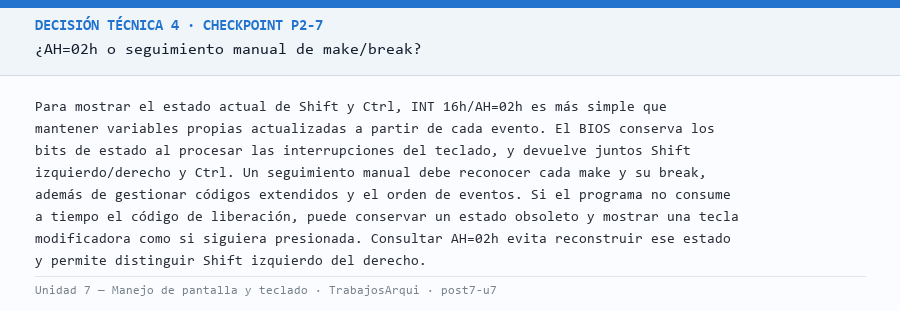 DECISIÓN TÉCNICA 4 · CHECKPOINT P2-7
¿AH=02h o seguimiento manual de make/break?
Para mostrar el estado actual de Shift y Ctrl, INT 16h/AH=02h es más simple que
mantener variables propias actualizadas a partir de cada evento. El BIOS conserva los
bits de estado al procesar las interrupciones del teclado, y devuelve juntos Shift
izquierdo/derecho y Ctrl. Un seguimiento manual debe reconocer cada make y su break,
además de gestionar códigos extendidos y el orden de eventos. Si el programa no consume
a tiempo el código de liberación, puede conservar un estado obsoleto y mostrar una tecla
modificadora como si siguiera presionada. Consultar AH=02h evita reconstruir ese estado
y permite distinguir Shift izquierdo del derecho.
Unidad 7 — Manejo de pantalla y teclado · TrabajosArqui · post7-u7